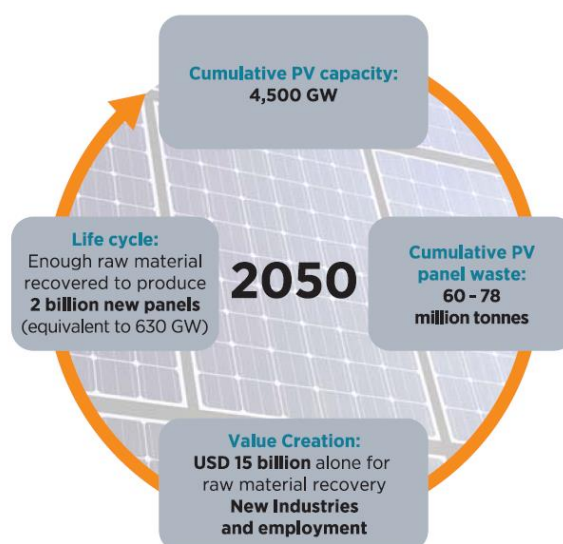 Cumulative PV capacity:
4,500 GW
Life cycle:
Enough raw material
recovered to produce
2 billion new panels
(equivalent to 630 GW)
2050
Cumulative PV
panel waste:
60 - 78
million tonnes
Value Creation:
USD 15 billion alone for
raw material recovery
New Industries
and employment